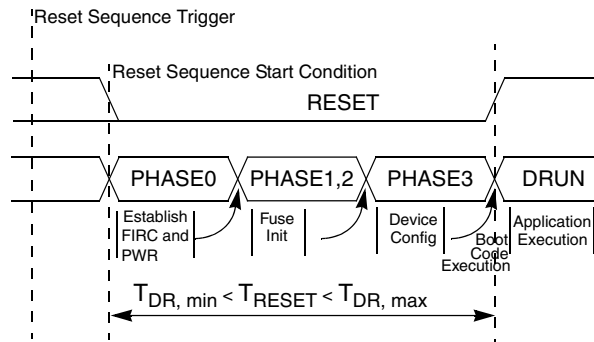 Reset Sequence Trigger
Reset Sequence Start Condition
RESET
PHASE0
PHASE1,2
PHASE3
DRUN
Establish
FIRC and
PWR
Fuse
Init
Device
Config
Boot
Code
Execution
Application
Execution
TDR, min < TRESET < TDR, max